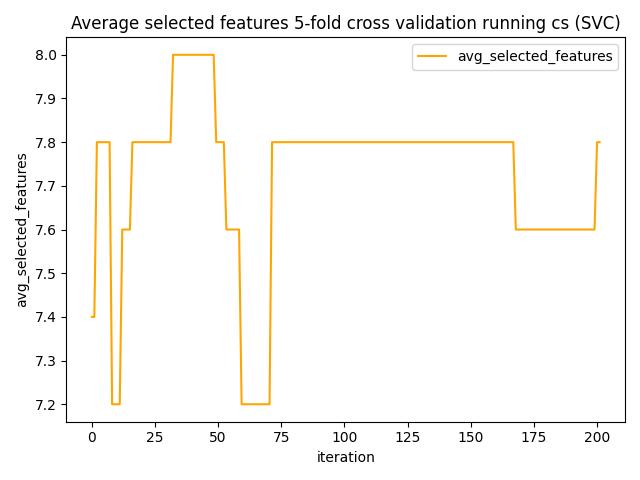 Average selected features 5-fold cross validation running cs (SVC)
avg_selected_features
8.0
7.9
7.8
7.7
7.6
7.5
7.4
7.3
7.2
avg_selected_features
0 25 50 75 100 125 150 175 200
iteration